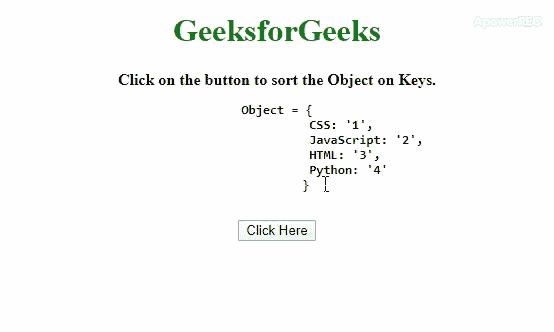 ApowerREC
GeeksforGeeks
Click on the button to sort the Object on Keys.
Object = {
CSS: '1',
JavaScript: '2',
HTML: '3',
Python: '4'
}
Click Here